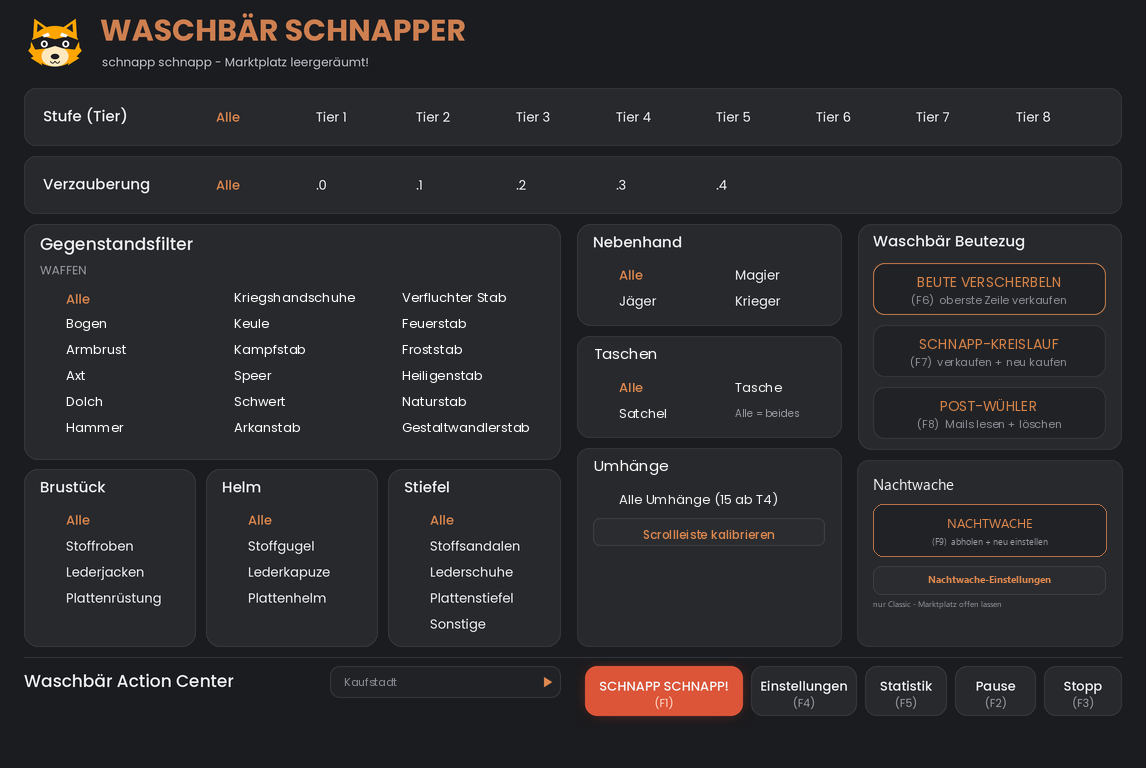 WASCHBÄR SCHNAPPER
schnapp schnapp - Marktplatz leergeräumt!
Stufe (Tier) Alle Tier 1 Tier 2 Tier 3 Tier 4 Tier 5 Tier 6 Tier 7 Tier 8
Verzauberung Alle .0 .1 .2 .3 .4
Gegenstandsfilter
WAFFEN
Alle Kriegshandschuhe Verfluchter Stab
Bogen Keule Feuerstab
Armbrust Kampfstab Froststab
Axt Speer Heiligenstab
Dolch Schwert Naturstab
Hammer Arkanstab Gestaltwandlerstab
Brustück
Alle
Stoffroben
Lederjacken
Plattenrüstung
Helm
Alle
Stoffgugel
Lederkapuze
Plattenhelm
Stiefel
Alle
Stoffsandalen
Lederschuhe
Plattenstiefel
Sonstige
Nebenhand
Alle Magier
Jäger Krieger
Taschen
Alle Tasche
Satchel Alle = beides
Umhänge
Alle Umhänge (15 ab T4)
Scrollleiste kalibrieren
Waschbär Beutezug
BEUTE VERSCHERBELN
(F6) oberste Zeile verkaufen
SCHNAPP-KREISLAUF
(F7) verkaufen + neu kaufen
POST-WÜHLER
(F8) Mails lesen + löschen
Nachtwache
NACHTWACHE
(F9) abholen + neu einstellen
Nachtwache-Einstellungen
nur Classic - Marktplatz offen lassen
Waschbär Action Center
Kaufstadt
SCHNAPP SCHNAPP!
(F1)
Einstellungen
(F4)
Statistik
(F5)
Pause
(F2)
Stopp
(F3)